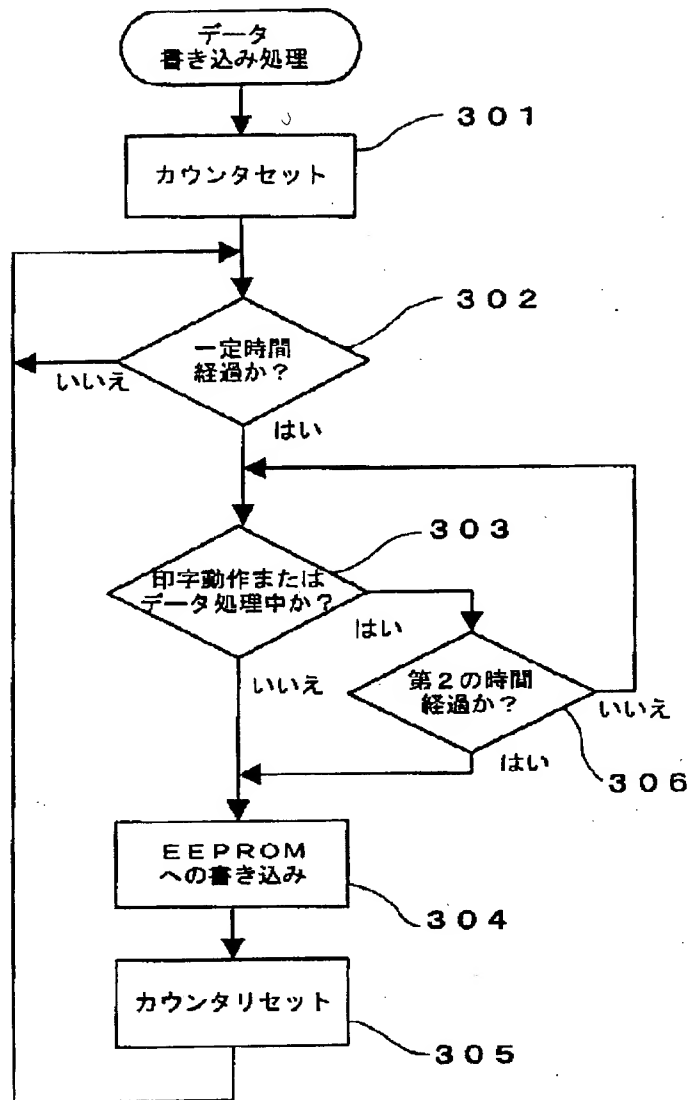 データ
書き込み処理
301
カウンタセット
302
一定時間
経過か？
いいえ
はい
303
印字動作または
データ処理中か？
はい
いいえ
第２の時間
経過か？
いいえ
はい
306
EEPROM
への書き込み
304
カウンタリセット
305